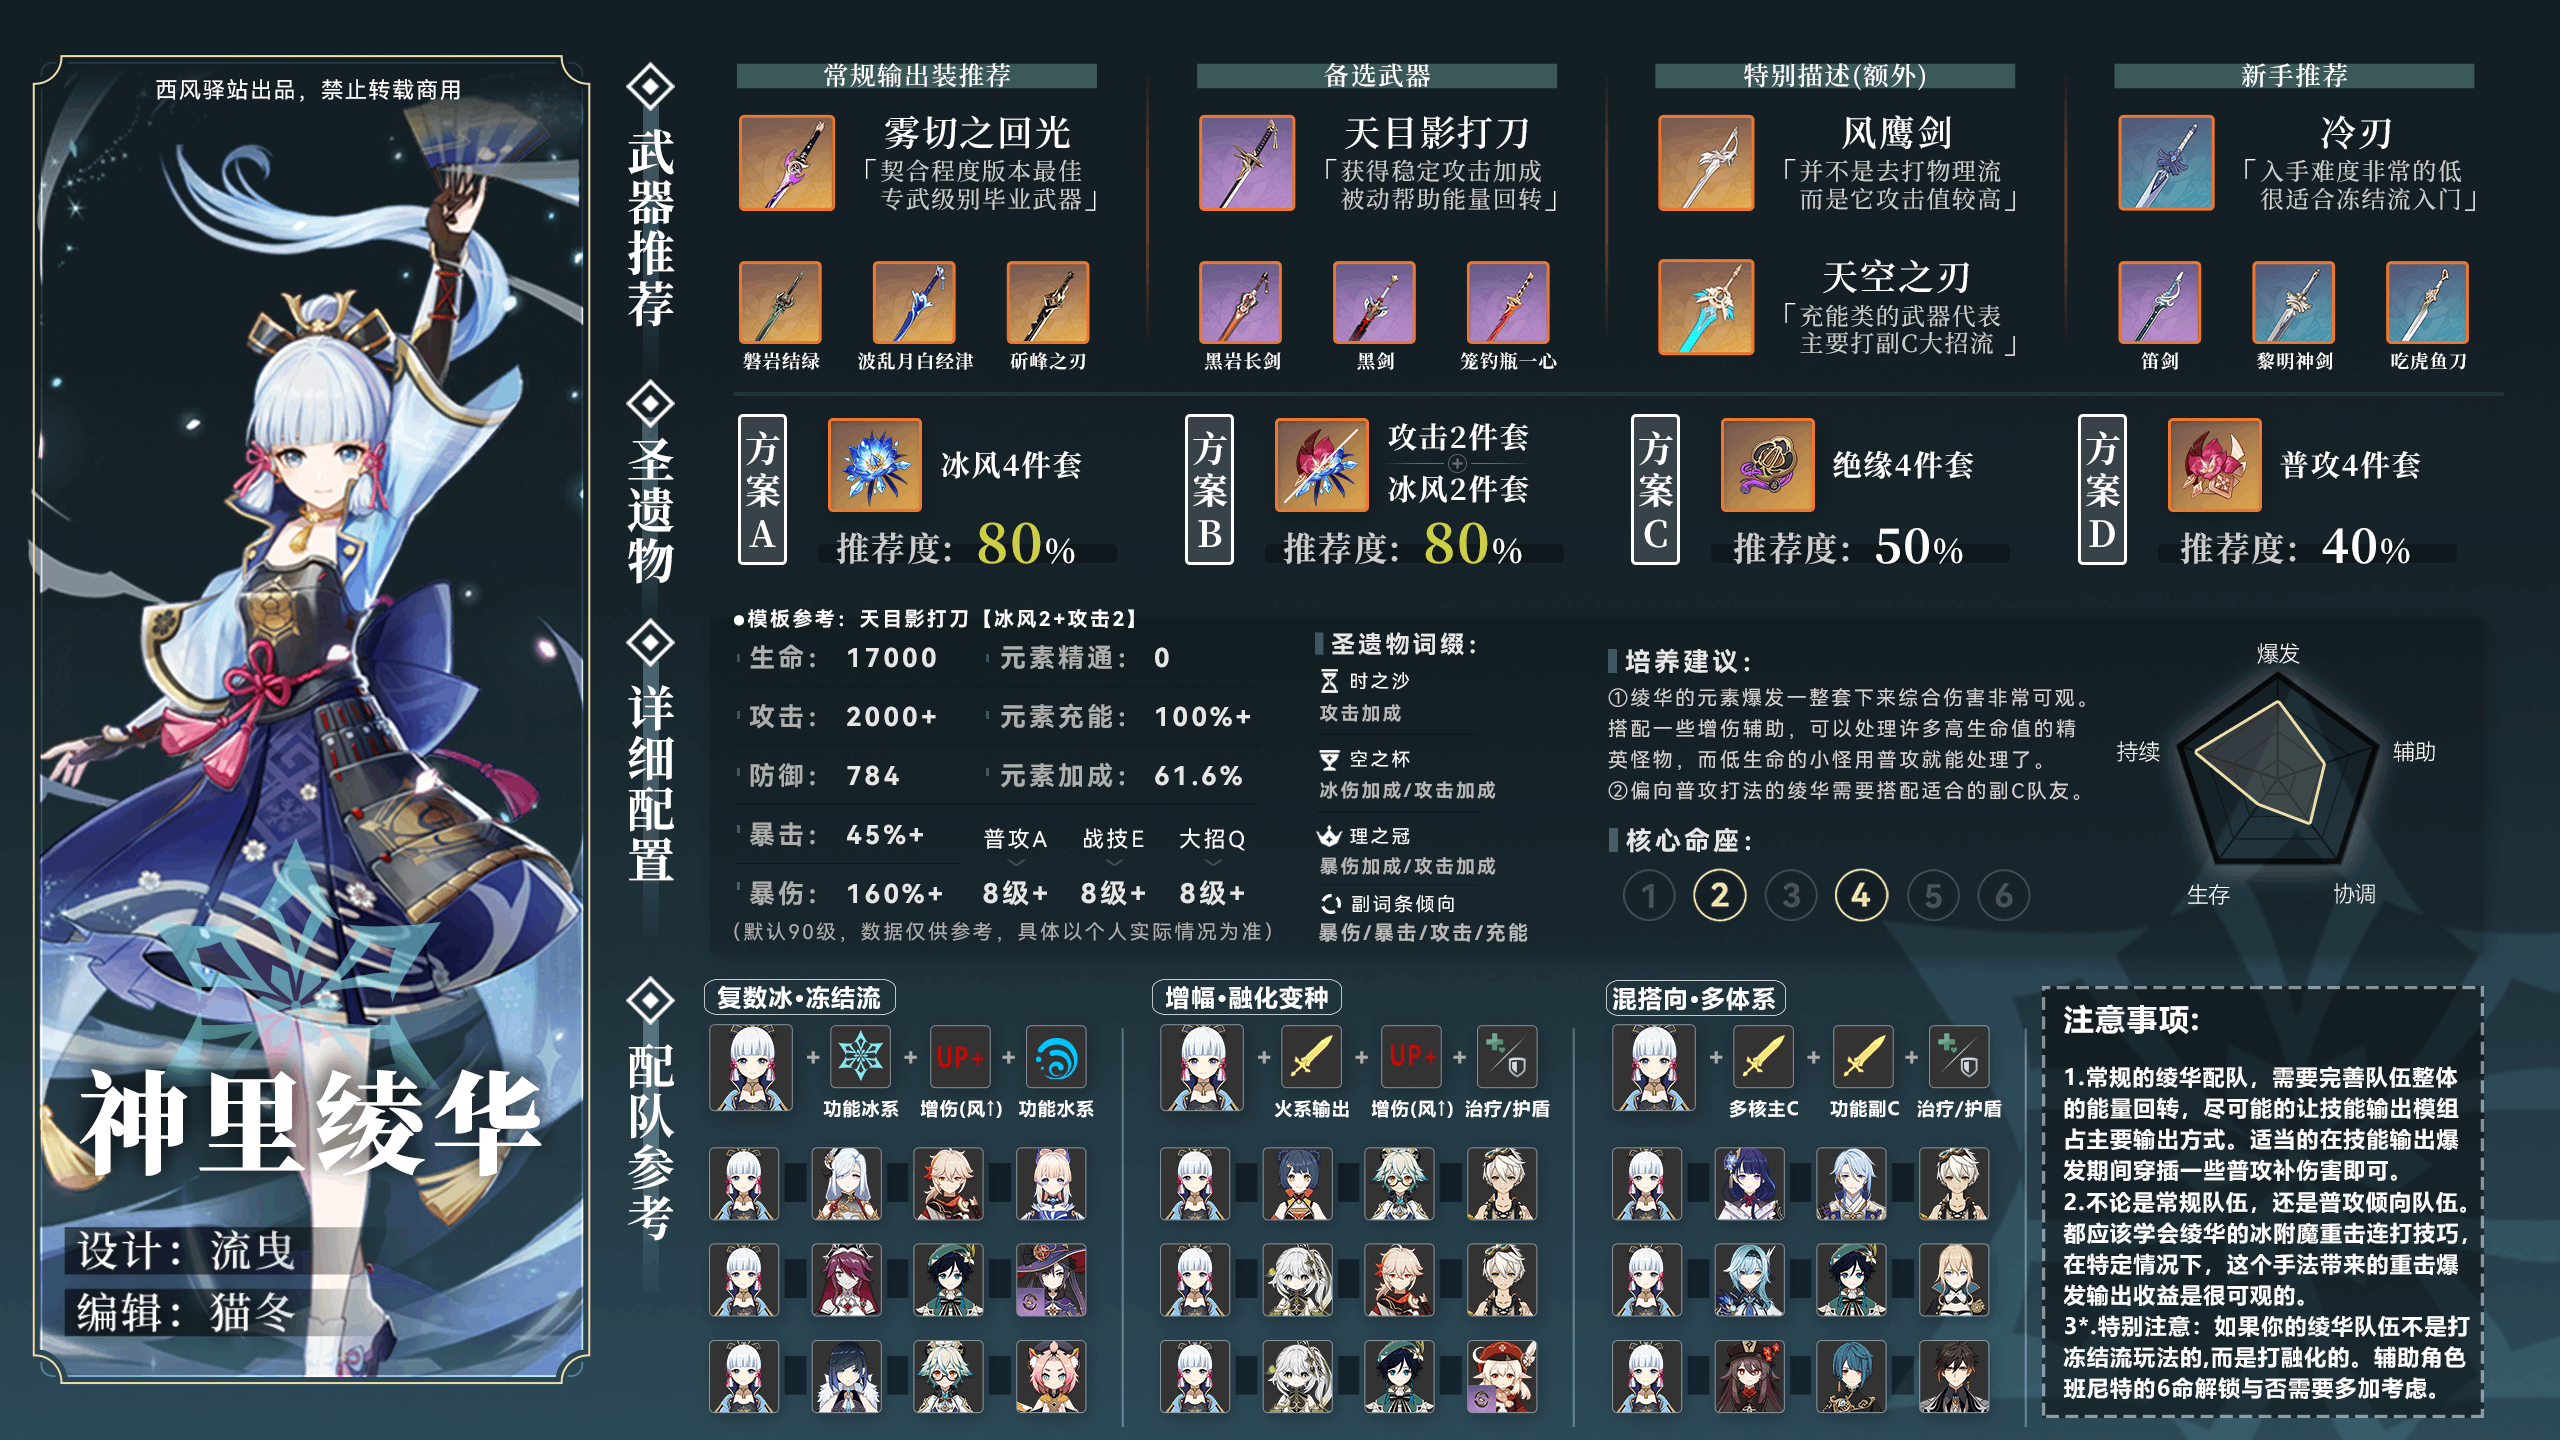 西风驿站出品，禁止转载商用
神里绫华
设计：流曳
编辑：猫冬
武器推荐
常规输出装推荐
雾切之回光
「契合程度版本最佳
专武级别毕业武器」
磐岩结绿
波乱月白经津
斫峰之刃
备选武器
天目影打刀
「获得稳定攻击加成
被动帮助能量回转」
黑岩长剑
黑剑
笼钓瓶一心
特别描述(额外)
风鹰剑
「并不是去打物理流
而是它攻击值较高」
天空之刃
「充能类的武器代表
主要打副C大招流 」
新手推荐
冷刃
「入手难度非常的低
很适合冻结流入门」
笛剑
黎明神剑
吃虎鱼刀
圣遗物
方案A
冰风4件套
推荐度：80%
方案B
攻击2件套
冰风2件套
推荐度：80%
方案C
绝缘4件套
推荐度：50%
方案D
普攻4件套
推荐度：40%
详细配置
●模板参考：天目影打刀【冰风2+攻击2】
生命： 17000 元素精通： 0
攻击： 2000+ 元素充能： 100%+
防御： 784 元素加成： 61.6%
暴击： 45%+ 普攻A 战技E 大招Q
暴伤： 160%+ 8级+ 8级+ 8级+
(默认90级，数据仅供参考，具体以个人实际情况为准)
圣遗物词缀：
时之沙
攻击加成
空之杯
冰伤加成/攻击加成
理之冠
暴伤加成/攻击加成
副词条倾向
暴伤/暴击/攻击/充能
培养建议：
①绫华的元素爆发一整套下来综合伤害非常可观。
搭配一些增伤辅助，可以处理许多高生命值的精
英怪物，而低生命的小怪用普攻就能处理了。
②偏向普攻打法的绫华需要搭配适合的副C队友。
核心命座：
1 2 3 4 5 6
爆发
持续
辅助
生存
协调
配队参考
复数冰·冻结流
+ + UP+ +
功能冰系 增伤(风↑) 功能水系
增幅·融化变种
+ + UP+ +
火系输出 增伤(风↑) 治疗/护盾
混搭向·多体系
+ + +
多核主C 功能副C 治疗/护盾
注意事项:
1.常规的绫华配队，需要完善队伍整体
的能量回转，尽可能的让技能输出模组
占主要输出方式。适当的在技能输出爆
发期间穿插一些普攻补伤害即可。
2.不论是常规队伍，还是普攻倾向队伍。
都应该学会绫华的冰附魔重击连打技巧，
在特定情况下，这个手法带来的重击爆
发输出收益是很可观的。
3*.特别注意：如果你的绫华队伍不是打
冻结流玩法的,而是打融化的。辅助角色
班尼特的6命解锁与否需要多加考虑。